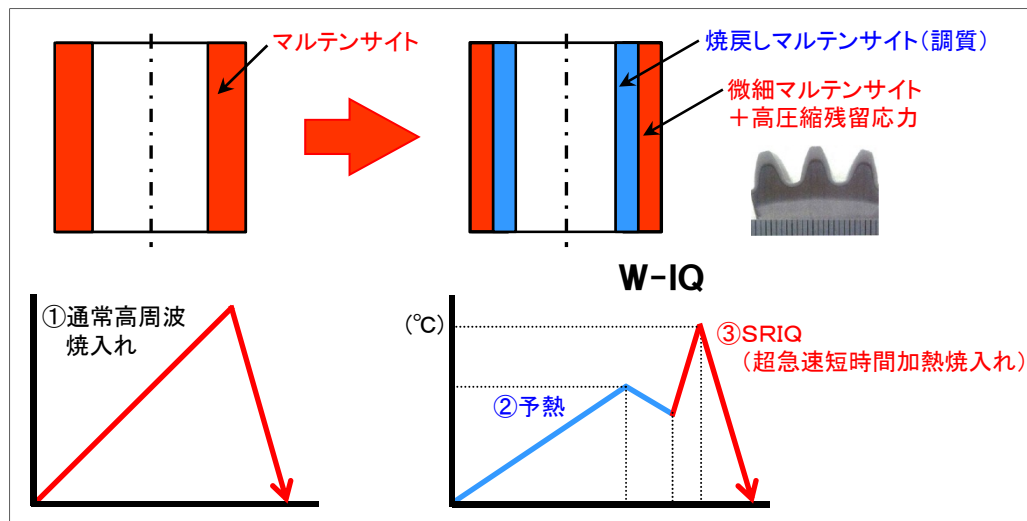 マルテンサイト
焼戻しマルテンサイト（調質）
微細マルテンサイト
＋高圧縮残留応力
W-IQ
①通常高周波
焼入れ
(℃)
②予熱
③SRIQ
（超急速短時間加熱焼入れ）